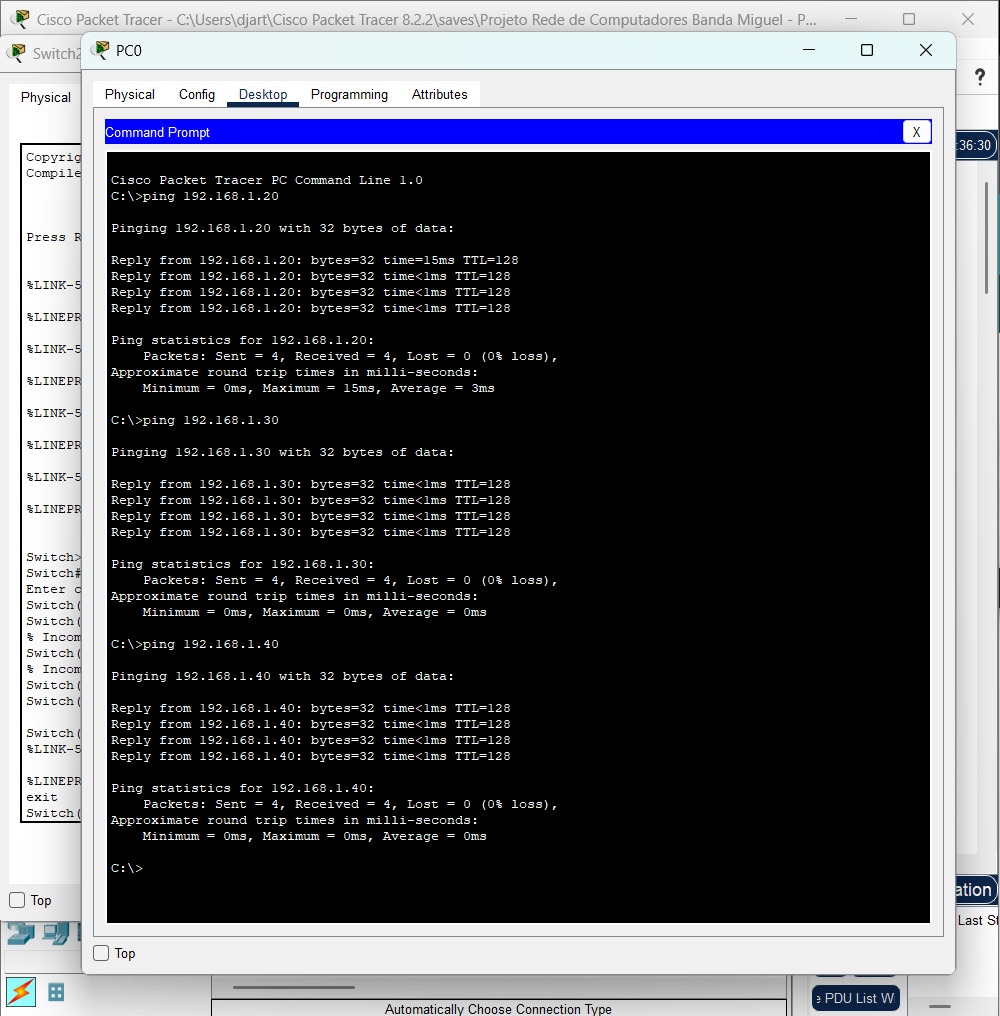 Cisco Packet Tracer - C:\Users\djart\Cisco Packet Tracer 8.2.2\saves\Projeto Rede de Computadores Banda Miguel - P...
Switch2
PC0
?
Physical
Physical
Config
Desktop
Programming
Attributes
Command Prompt
X
:36:30
Copyrig
Compile
Press R
%LINK-5
%LINEPR
%LINK-5
%LINEPR
%LINK-5
%LINEPR
%LINK-5
%LINEPR
Switch>
Switch#
Enter c
Switch(
Switch(
% Incom
Switch(
% Incom
Switch(
Switch(
Switch(
%LINK-5
%LINEPR
exit
Switch(
Top
Cisco Packet Tracer PC Command Line 1.0
C:\>ping 192.168.1.20
Pinging 192.168.1.20 with 32 bytes of data:
Reply from 192.168.1.20: bytes=32 time=15ms TTL=128
Reply from 192.168.1.20: bytes=32 time<1ms TTL=128
Reply from 192.168.1.20: bytes=32 time<1ms TTL=128
Reply from 192.168.1.20: bytes=32 time<1ms TTL=128
Ping statistics for 192.168.1.20:
Packets: Sent = 4, Received = 4, Lost = 0 (0% loss),
Approximate round trip times in milli-seconds:
Minimum = 0ms, Maximum = 15ms, Average = 3ms
C:\>ping 192.168.1.30
Pinging 192.168.1.30 with 32 bytes of data:
Reply from 192.168.1.30: bytes=32 time<1ms TTL=128
Reply from 192.168.1.30: bytes=32 time<1ms TTL=128
Reply from 192.168.1.30: bytes=32 time<1ms TTL=128
Reply from 192.168.1.30: bytes=32 time<1ms TTL=128
Ping statistics for 192.168.1.30:
Packets: Sent = 4, Received = 4, Lost = 0 (0% loss),
Approximate round trip times in milli-seconds:
Minimum = 0ms, Maximum = 0ms, Average = 0ms
C:\>ping 192.168.1.40
Pinging 192.168.1.40 with 32 bytes of data:
Reply from 192.168.1.40: bytes=32 time<1ms TTL=128
Reply from 192.168.1.40: bytes=32 time<1ms TTL=128
Reply from 192.168.1.40: bytes=32 time<1ms TTL=128
Reply from 192.168.1.40: bytes=32 time<1ms TTL=128
Ping statistics for 192.168.1.40:
Packets: Sent = 4, Received = 4, Lost = 0 (0% loss),
Approximate round trip times in milli-seconds:
Minimum = 0ms, Maximum = 0ms, Average = 0ms
C:\>
Top
ation
Last St
e PDU List W
Automatically Choose Connection Type